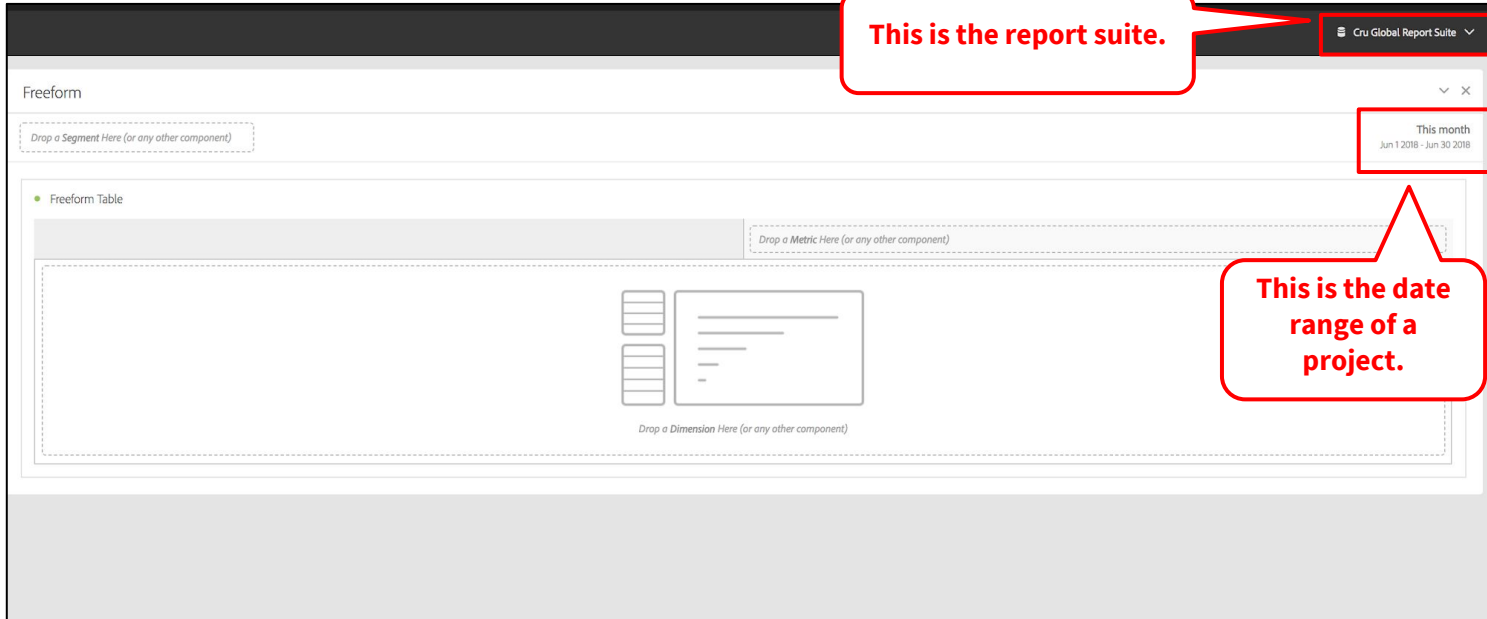 This is the report suite.
Cru Global Report Suite
Freeform
Drop a Segment Here (or any other component)
This month
Jun 1 2018 - Jun 30 2018
Freeform Table
Drop a Metric Here (or any other component)
This is the date
range of a
project.
Drop a Dimension Here (or any other component)